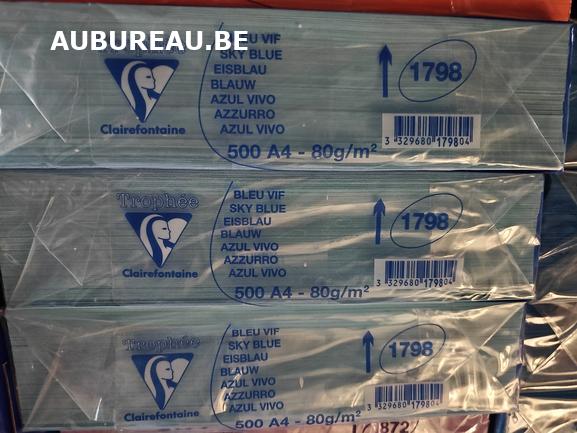 AUBUREAU.BE
Clairefontaine
BLEU VIF
SKY BLUE
EISBLAU
BLAUW
AZUL VIVO
AZZURRO
AZUL VIVO
500 A4 - 80g/m²
1798
3 329680 179804
Trophée
Clairefontaine
BLEU VIF
SKY BLUE
EISBLAU
BLAUW
AZUL VIVO
AZZURRO
AZUL VIVO
500 A4 - 80g/m²
1798
3 329680 179804
Trophée
Clairefontaine
BLEU VIF
SKY BLUE
EISBLAU
BLAUW
AZUL VIVO
AZZURRO
AZUL VIVO
500 A4 - 80g/m²
1798
3 329680 179804